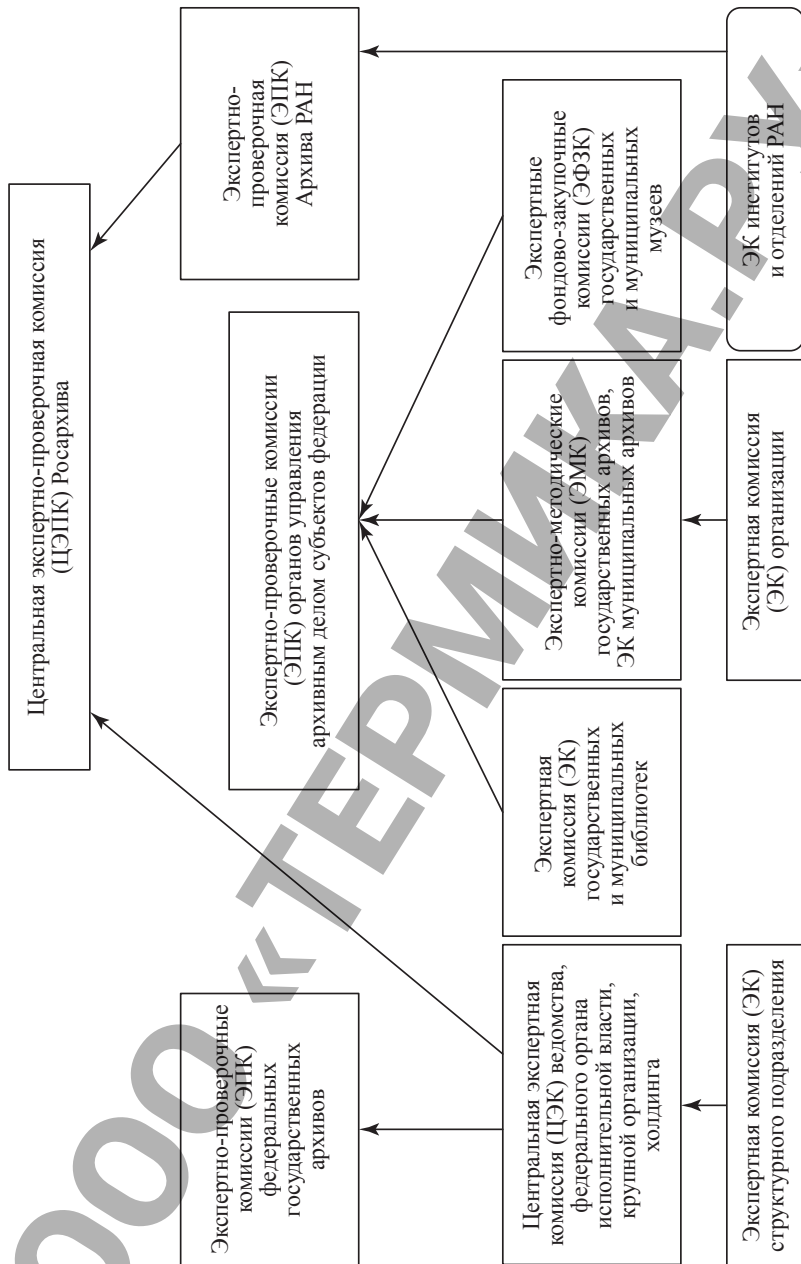 Центральная экспертно-проверочная комиссия
(ЦЭПК) Росархива
Экспертно-проверочные
комиссии (ЭПК)
федеральных
государственных
архивов
Экспертно-проверочные комиссии
(ЭПК) органов управления
архивным делом субъектов федерации
Экспертно-
проверочная
комиссия (ЭПК)
Архива РАН
Центральная экспертная
комиссия (ЦЭК) ведомства,
федерального органа
исполнительной власти,
крупной организации,
холдинга
Экспертная
комиссия (ЭК)
государственных
и муниципальных
библиотек
Экспертно-методические
комиссии (ЭМК)
государственных архивов,
ЭК муниципальных архивов
Экспертные
фондово-закупочные
комиссии (ЭФЗК)
государственных
и муниципальных
музеев
Экспертная комиссия (ЭК)
структурного подразделения
Экспертная комиссия
(ЭК) организации
ЭК институтов
и отделений РАН
ООО «ТЕРМИКА.РУ»